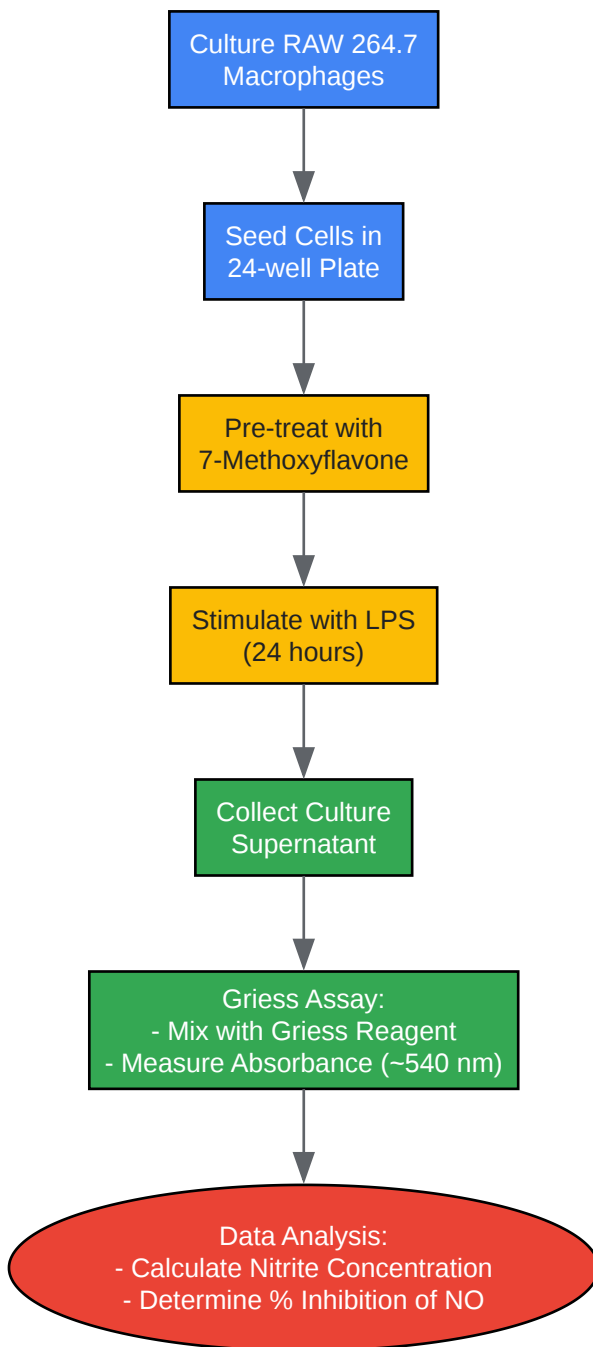 Culture RAW 264.7
Macrophages
Seed Cells in
24-well Plate
Pre-treat with
7-Methoxyflavone
Stimulate with LPS
(24 hours)
Collect Culture
Supernatant
Griess Assay:
- Mix with Griess Reagent
- Measure Absorbance (~540 nm)
Data Analysis:
- Calculate Nitrite Concentration
- Determine % Inhibition of NO